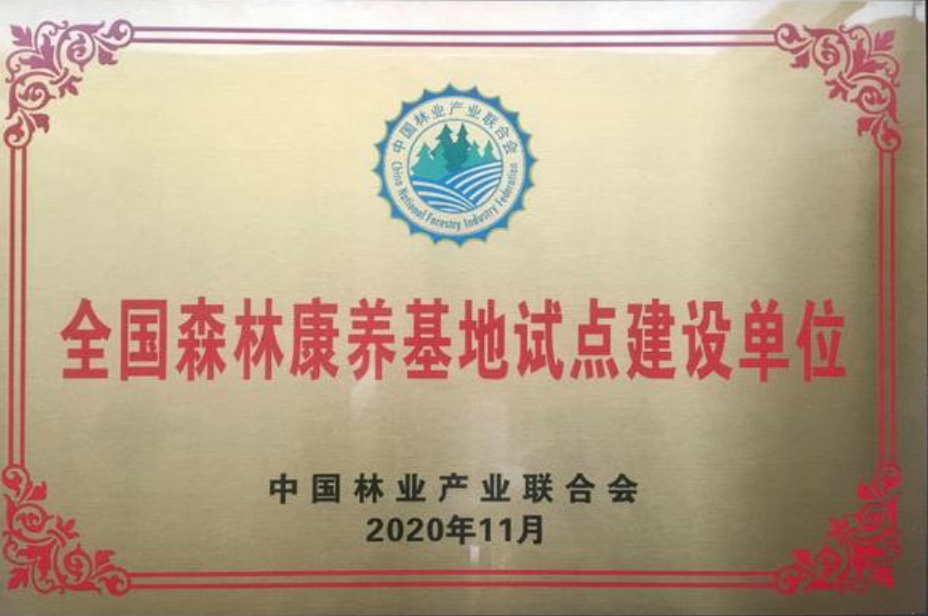 中国林业产业联合会
China National Forestry Industry Federation
全国森林康养基地试点建设单位
中国林业产业联合会
2020年11月